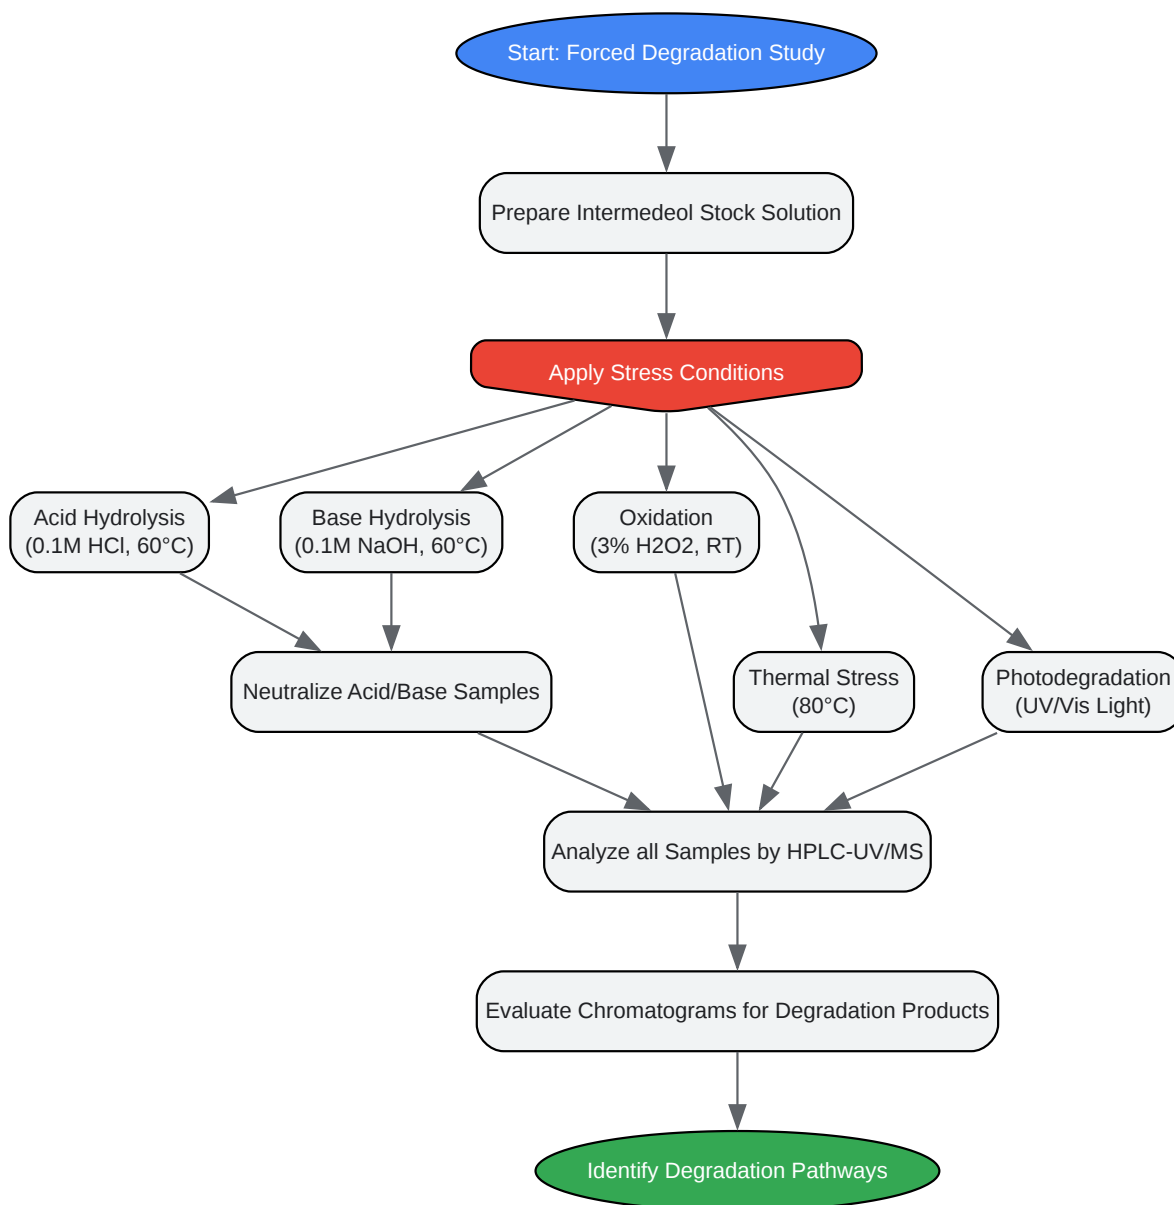 Start: Forced Degradation Study
Prepare Intermedeol Stock Solution
Apply Stress Conditions
Acid Hydrolysis
(0.1M HCl, 60°C)
Base Hydrolysis
(0.1M NaOH, 60°C)
Oxidation
(3% H2O2, RT)
Neutralize Acid/Base Samples
Thermal Stress
(80°C)
Photodegradation
(UV/Vis Light)
Analyze all Samples by HPLC-UV/MS
Evaluate Chromatograms for Degradation Products
Identify Degradation Pathways